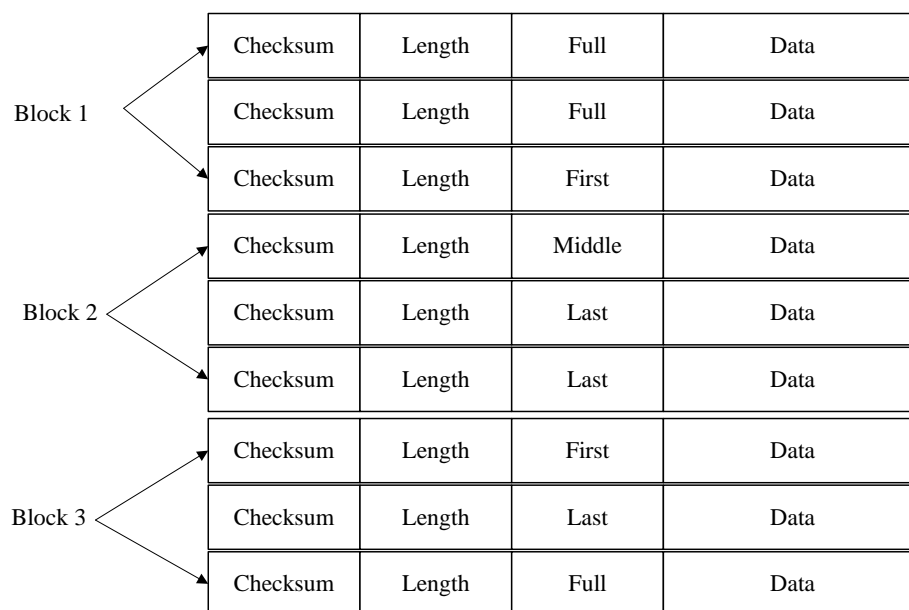 Checksum Length Full Data
Block 1 Checksum Length Full Data
Checksum Length First Data
Checksum Length Middle Data
Block 2 Checksum Length Last Data
Checksum Length Last Data
Checksum Length First Data
Block 3 Checksum Length Last Data
Checksum Length Full Data